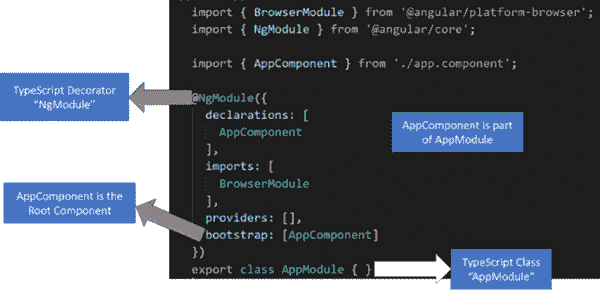 import { BrowserModule } from '@angular/platform-browser';
import { NgModule } from '@angular/core';
import { AppComponent } from './app.component';
TypeScript Decorator
"NgModule"
@NgModule({
declarations: [
AppComponent
],
imports: [
BrowserModule
],
providers: [],
bootstrap: [AppComponent]
})
export class AppModule { }
AppComponent is part
of AppModule
AppComponent is the
Root Component
TypeScript Class
"AppModule"